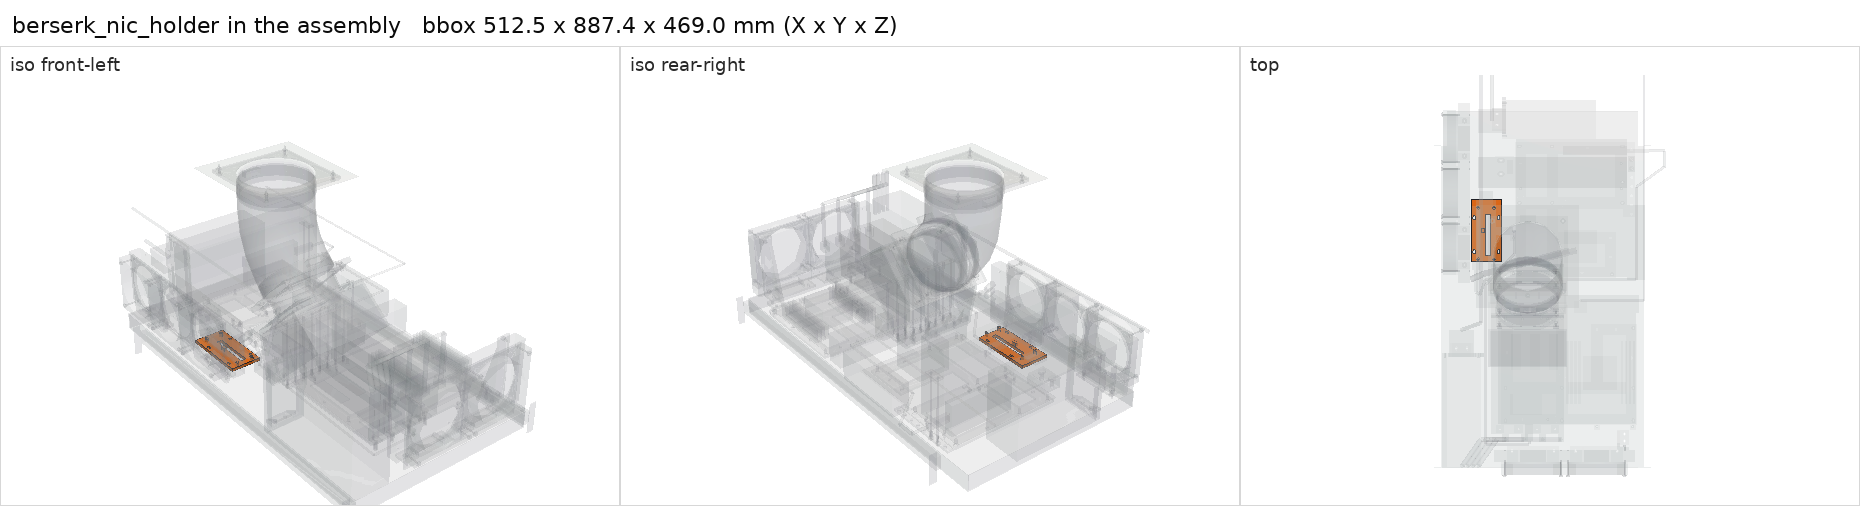 berserk_nic_holder in the assembly   bbox 512.5 x 887.4 x 469.0 mm (X x Y x Z)
iso front-left
iso rear-right
top